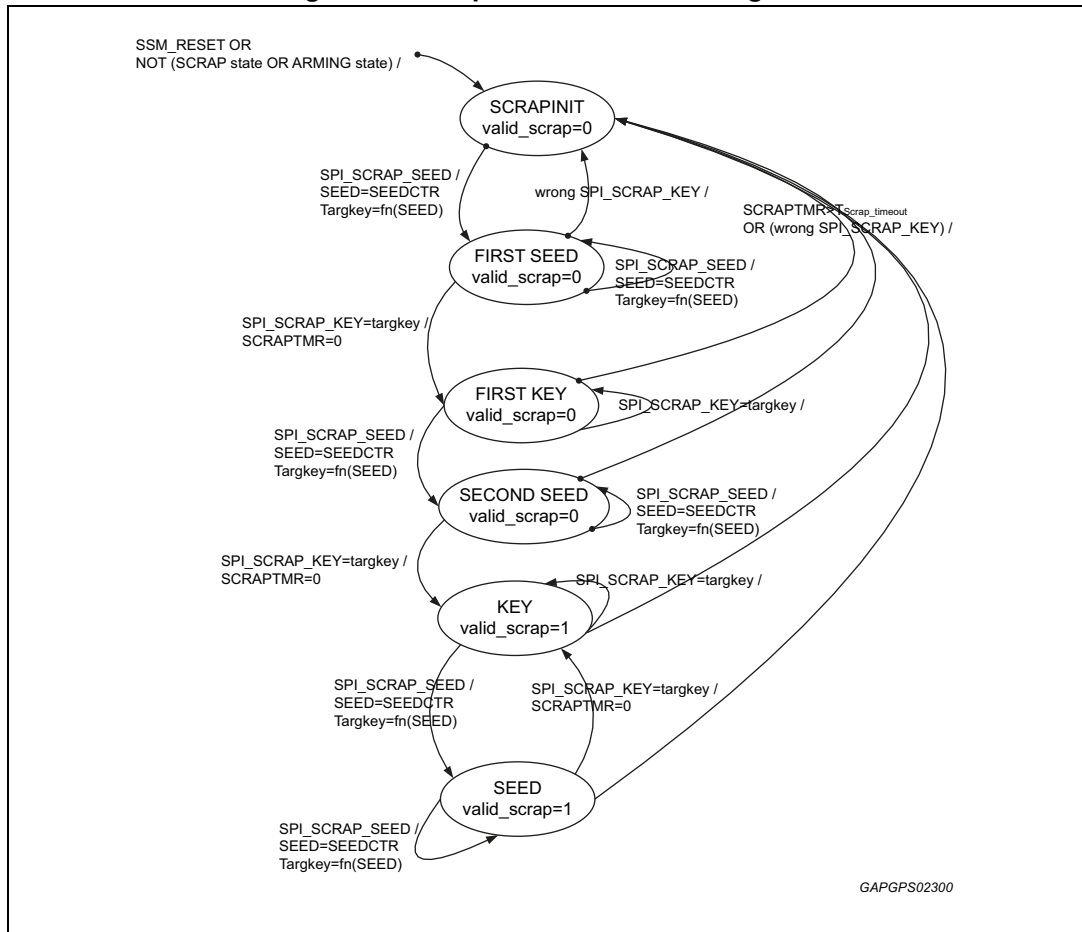 SSM_RESET OR
NOT (SCRAP state OR ARMING state) /
SCRAPINIT
valid_scrap=0
SPI_SCRAP_SEED /
SEED=SEEDCTR
Targkey=fn(SEED)
wrong SPI_SCRAP_KEY /
SCRAPTMR>TScrap_timeout
OR (wrong SPI_SCRAP_KEY) /
FIRST SEED
valid_scrap=0
SPI_SCRAP_SEED /
SEED=SEEDCTR
Targkey=fn(SEED)
SPI_SCRAP_KEY=targkey /
SCRAPTMR=0
FIRST KEY
valid_scrap=0
SPI_SCRAP_KEY=targkey /
SPI_SCRAP_SEED /
SEED=SEEDCTR
Targkey=fn(SEED)
SECOND SEED
valid_scrap=0
SPI_SCRAP_SEED /
SEED=SEEDCTR
Targkey=fn(SEED)
SPI_SCRAP_KEY=targkey /
SCRAPTMR=0
KEY
valid_scrap=1
SPI_SCRAP_KEY=targkey /
SPI_SCRAP_SEED /
SEED=SEEDCTR
Targkey=fn(SEED)
SPI_SCRAP_KEY=targkey /
SCRAPTMR=0
SEED
valid_scrap=1
SPI_SCRAP_SEED /
SEED=SEEDCTR
Targkey=fn(SEED)
GAPGPS02300